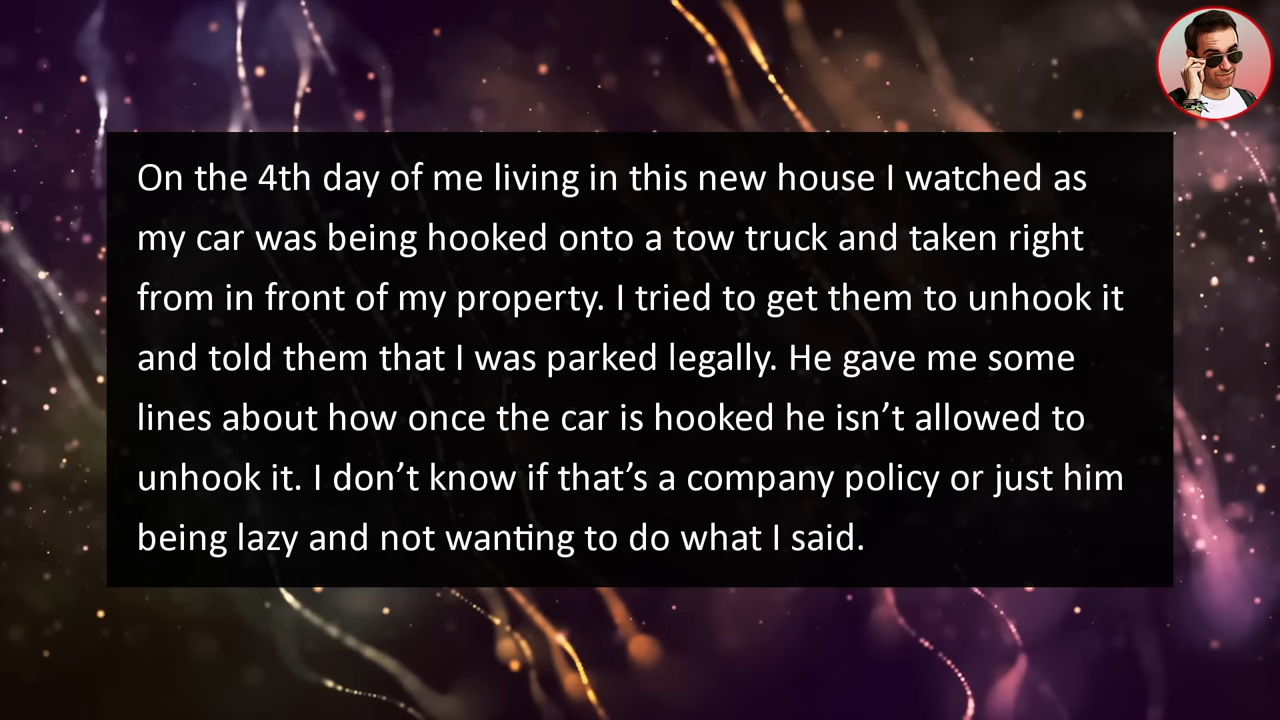 On the 4th day of me living in this new house I watched as
my car was being hooked onto a tow truck and taken right
from in front of my property. I tried to get them to unhook it
and told them that I was parked legally. He gave me some
lines about how once the car is hooked he isn’t allowed to
unhook it. I don’t know if that’s a company policy or just him
being lazy and not wanting to do what I said.